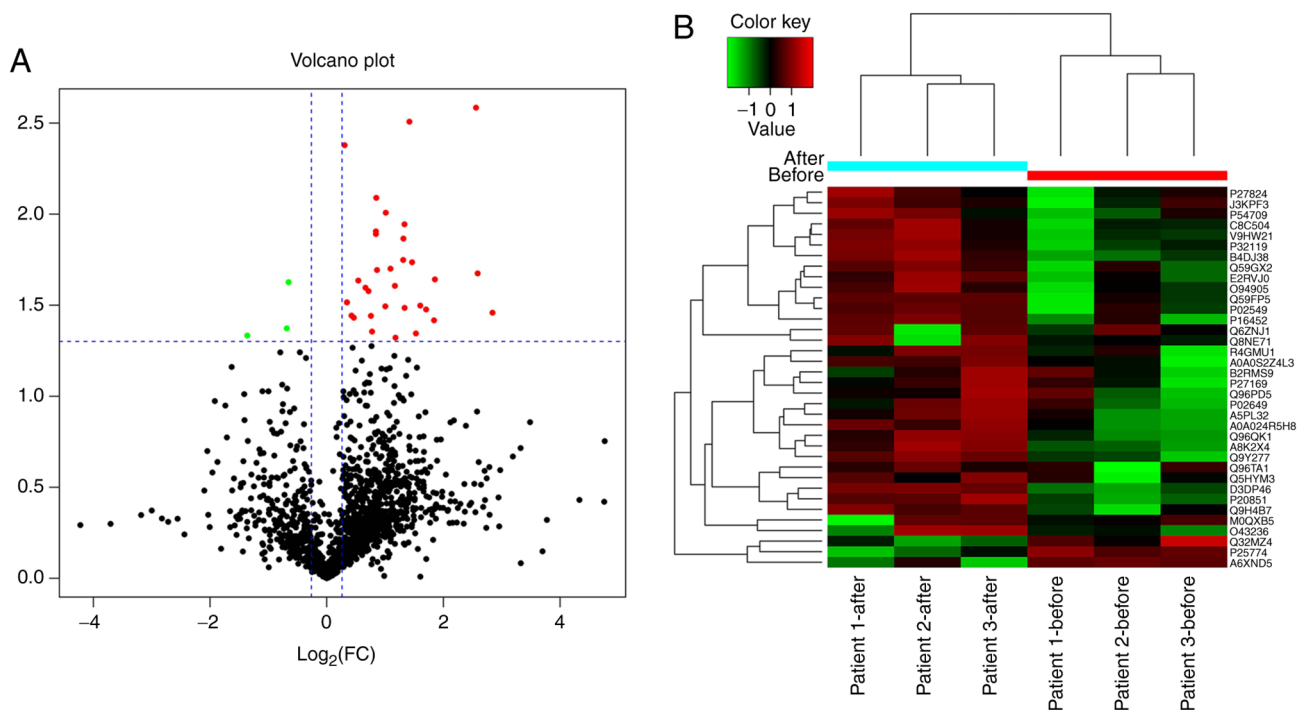 A
Volcano plot
2.5
2.0
1.5
1.0
0.5
0.0
−4
−2
0
2
4
Log2(FC)
B
Color key
−1 0 1
Value
After
Before
P27824
J3KPF3
P54709
C8C504
V9HW21
P32119
B4DJ38
Q59GX2
E2RVJ0
O94905
Q59FP5
P02549
P16452
Q6ZNJ1
Q8NE71
R4GMU1
A0A0S2Z4L3
B2RMS9
P27169
Q96PD5
P02649
A5PL32
A0A024R5H8
Q96QK1
A8K2X4
Q9Y277
Q96TA1
Q5HYM3
D3DP46
P20851
Q9H4B7
M0QXB5
O43236
Q32MZ4
P25774
A6XND5
Patient 1-after
Patient 2-after
Patient 3-after
Patient 1-before
Patient 2-before
Patient 3-before